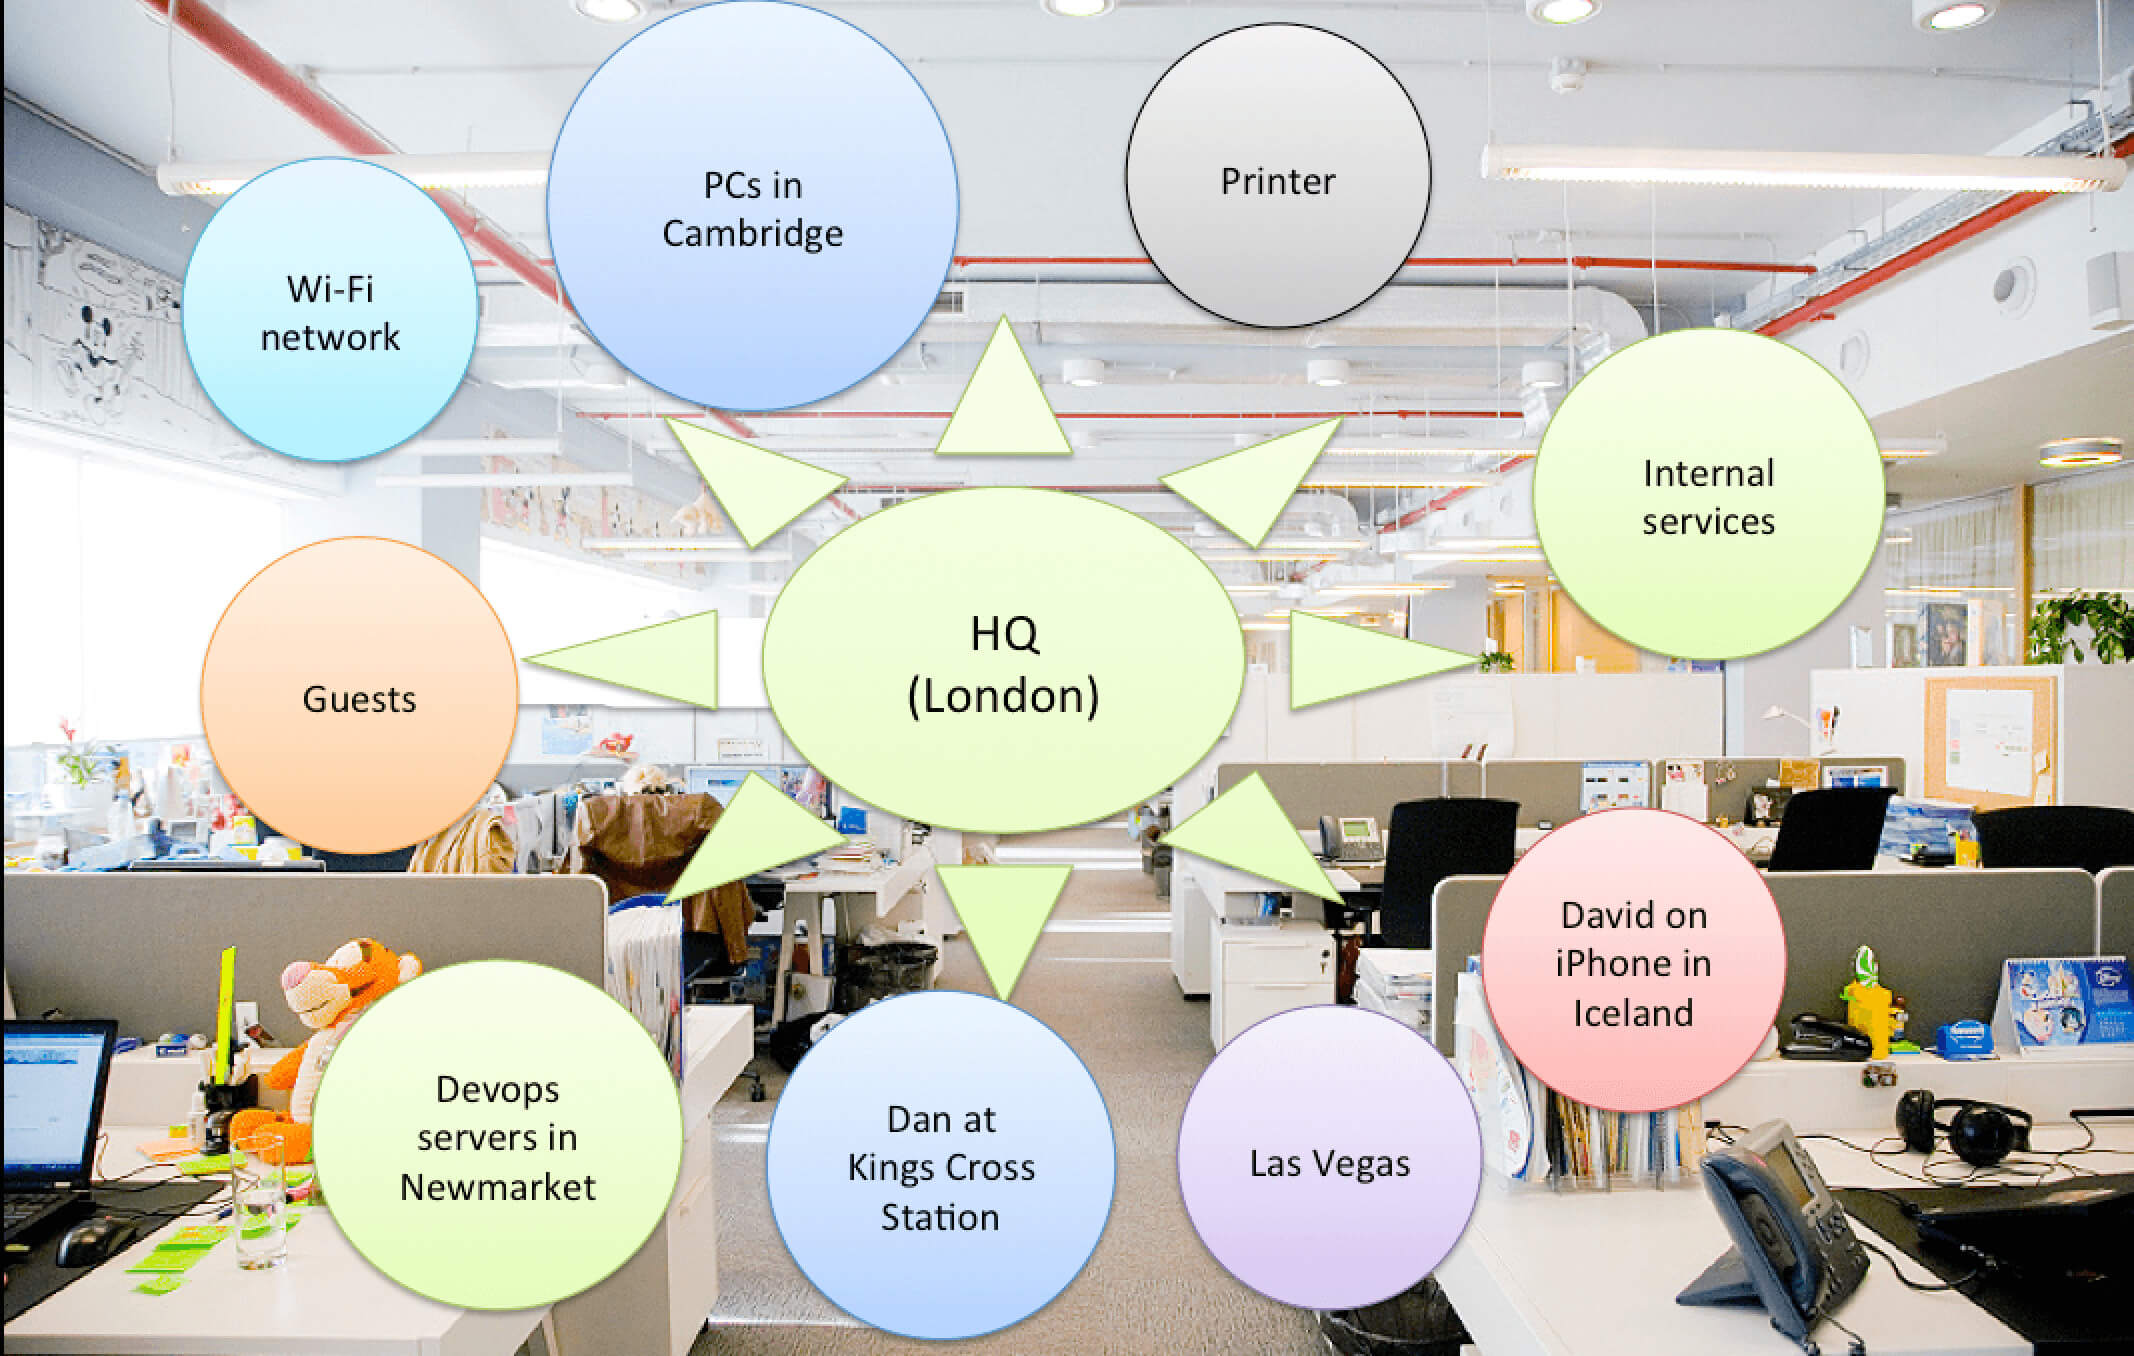 PCs in
Cambridge
Printer
Wi-Fi
network
Internal
services
HQ
(London)
Guests
David on
iPhone in
Iceland
Devops
servers in
Newmarket
Dan at
Kings Cross
Station
Las Vegas